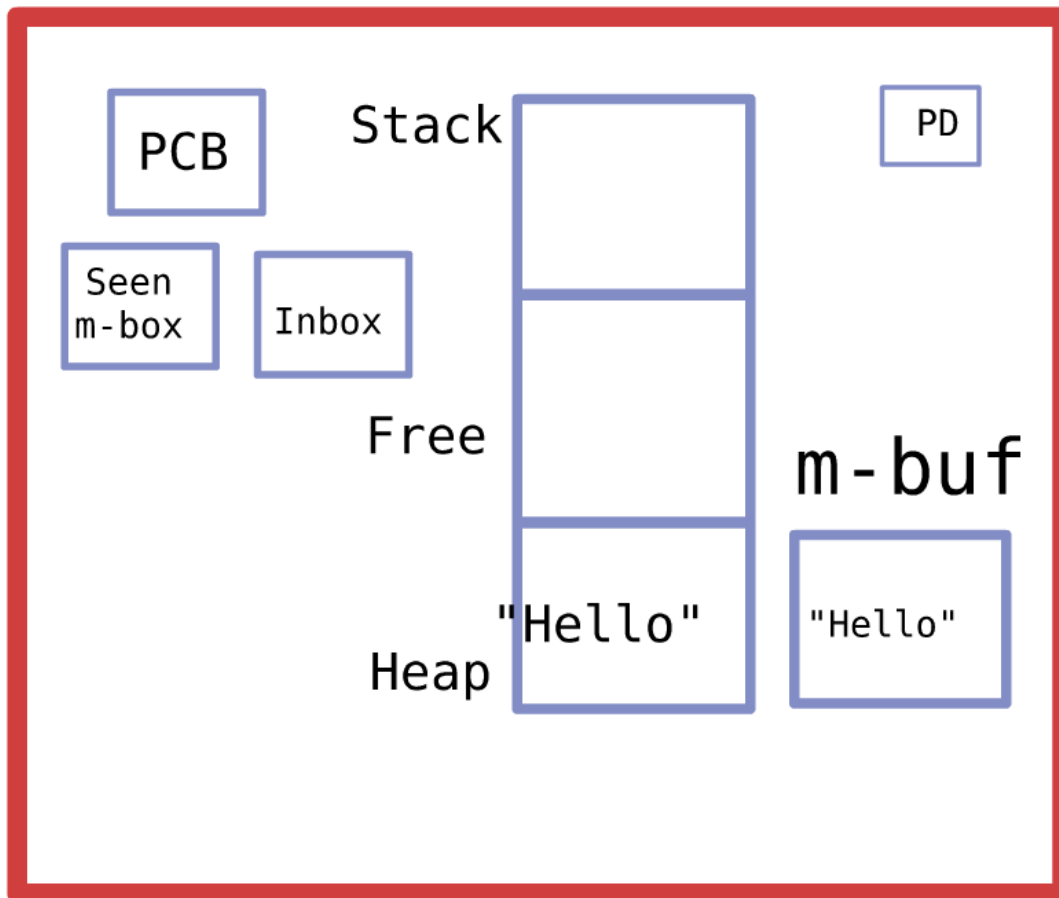 PCB
Stack
PD
Seen
m-box
Inbox
Free
m-buf
"Hello"
"Hello"
Heap